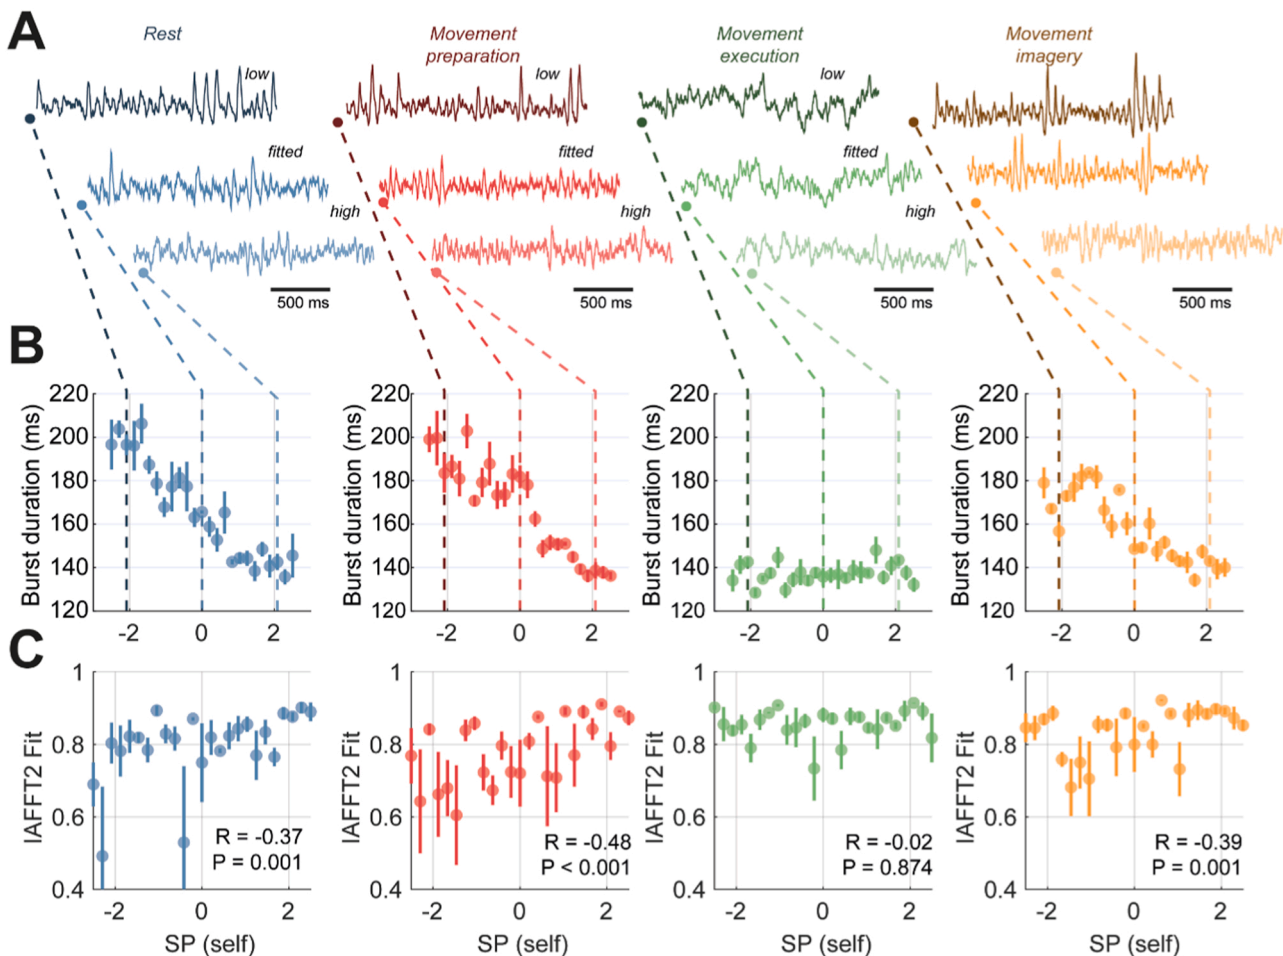 A
Rest
Movement
preparation
Movement
execution
Movement
imagery
low
low
low
fitted
fitted
fitted
high
high
high
500 ms
500 ms
500 ms
500 ms
B
Burst duration (ms)
220
200
180
160
140
120
-2 0 2
Burst duration (ms)
220
200
180
160
140
120
-2 0 2
Burst duration (ms)
220
200
180
160
140
120
-2 0 2
Burst duration (ms)
220
200
180
160
140
120
-2 0 2
C
IAFFT2 Fit
1
0.8
0.6
0.4
R = -0.37
P = 0.001
-2 0 2
SP (self)
IAFFT2 Fit
1
0.8
0.6
0.4
R = -0.48
P < 0.001
-2 0 2
SP (self)
IAFFT2 Fit
1
0.8
0.6
0.4
R = -0.02
P = 0.874
-2 0 2
SP (self)
IAFFT2 Fit
1
0.8
0.6
0.4
R = -0.39
P = 0.001
-2 0 2
SP (self)